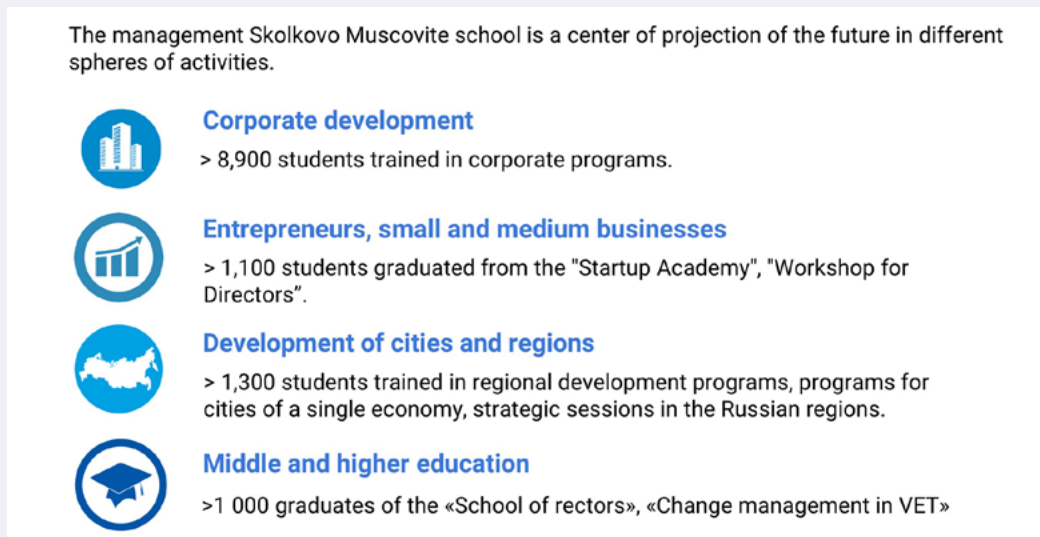 The management Skolkovo Muscovite school is a center of projection of the future in different
spheres of activities.
Corporate development
> 8,900 students trained in corporate programs.
Entrepreneurs, small and medium businesses
> 1,100 students graduated from the "Startup Academy", "Workshop for
Directors”.
Development of cities and regions
> 1,300 students trained in regional development programs, programs for
cities of a single economy, strategic sessions in the Russian regions.
Middle and higher education
>1 000 graduates of the «School of rectors», «Change management in VET»